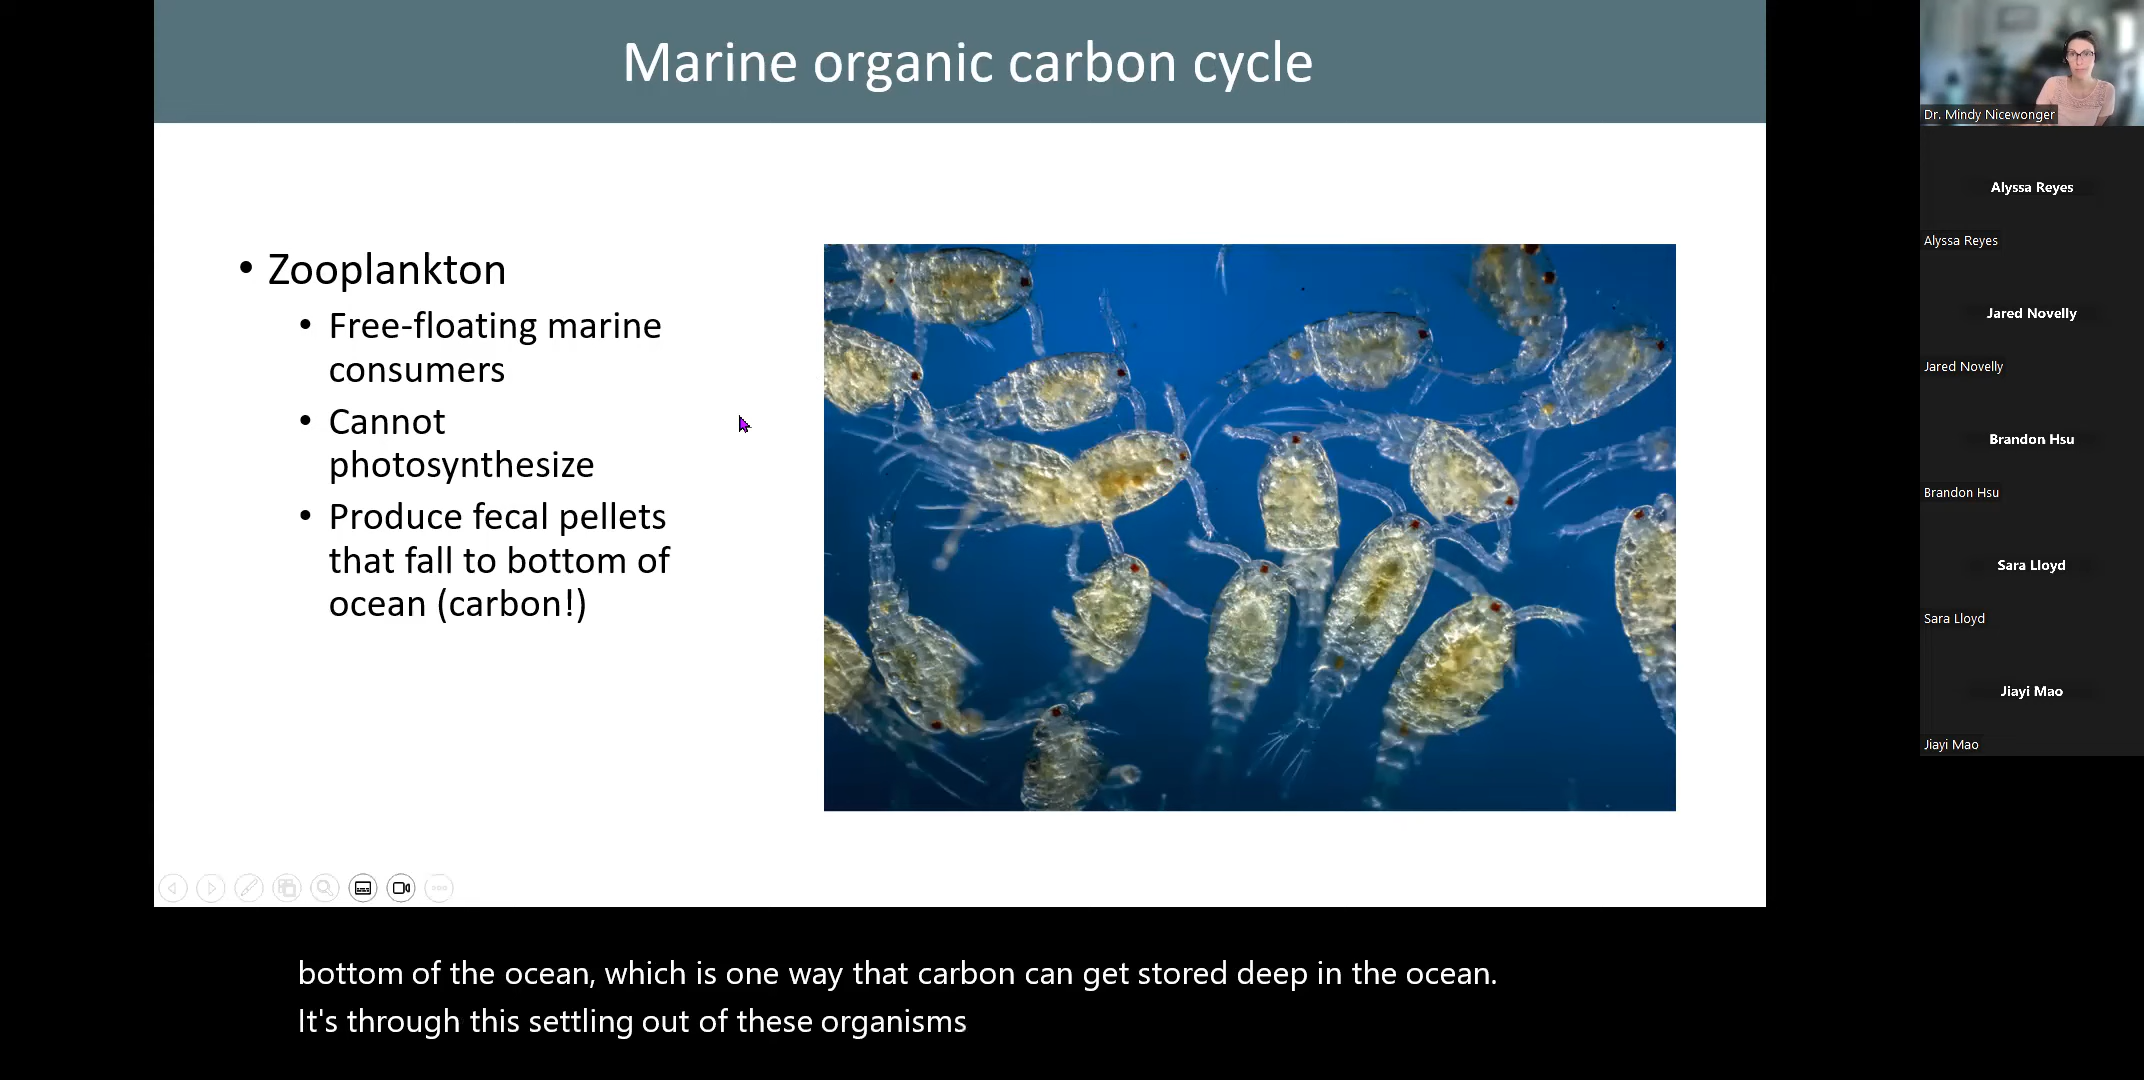 Marine organic carbon cycle
• Zooplankton
• Free-floating marine
consumers
• Cannot
photosynthesize
• Produce fecal pellets
that fall to bottom of
ocean (carbon!)
bottom of the ocean, which is one way that carbon can get stored deep in the ocean.
It's through this settling out of these organisms
Dr. Mindy Nicewonger
Alyssa Reyes
Alyssa Reyes
Jared Novelly
Jared Novelly
Brandon Hsu
Brandon Hsu
Sara Lloyd
Sara Lloyd
Jiayi Mao
Jiayi Mao